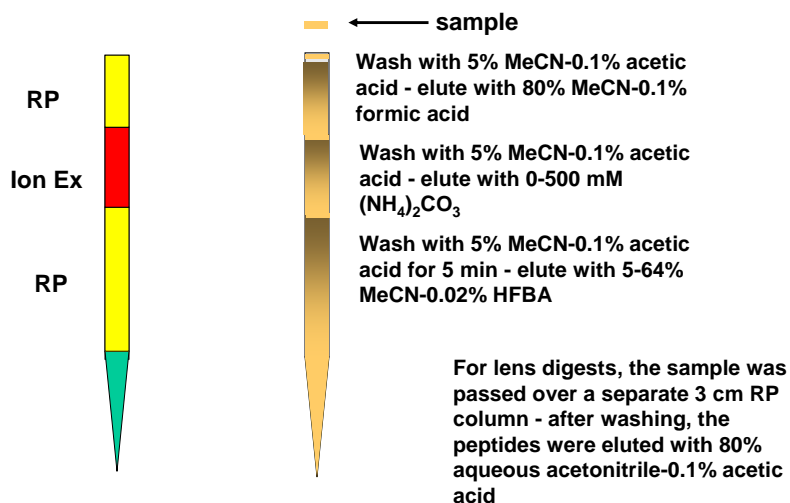 sample
RP
Wash with 5% MeCN-0.1% acetic
acid - elute with 80% MeCN-0.1%
formic acid
Ion Ex
Wash with 5% MeCN-0.1% acetic
acid - elute with 0-500 mM
(NH₄)₂CO₃
RP
Wash with 5% MeCN-0.1% acetic
acid for 5 min - elute with 5-64%
MeCN-0.02% HFBA
For lens digests, the sample was
passed over a separate 3 cm RP
column - after washing, the
peptides were eluted with 80%
aqueous acetonitrile-0.1% acetic
acid